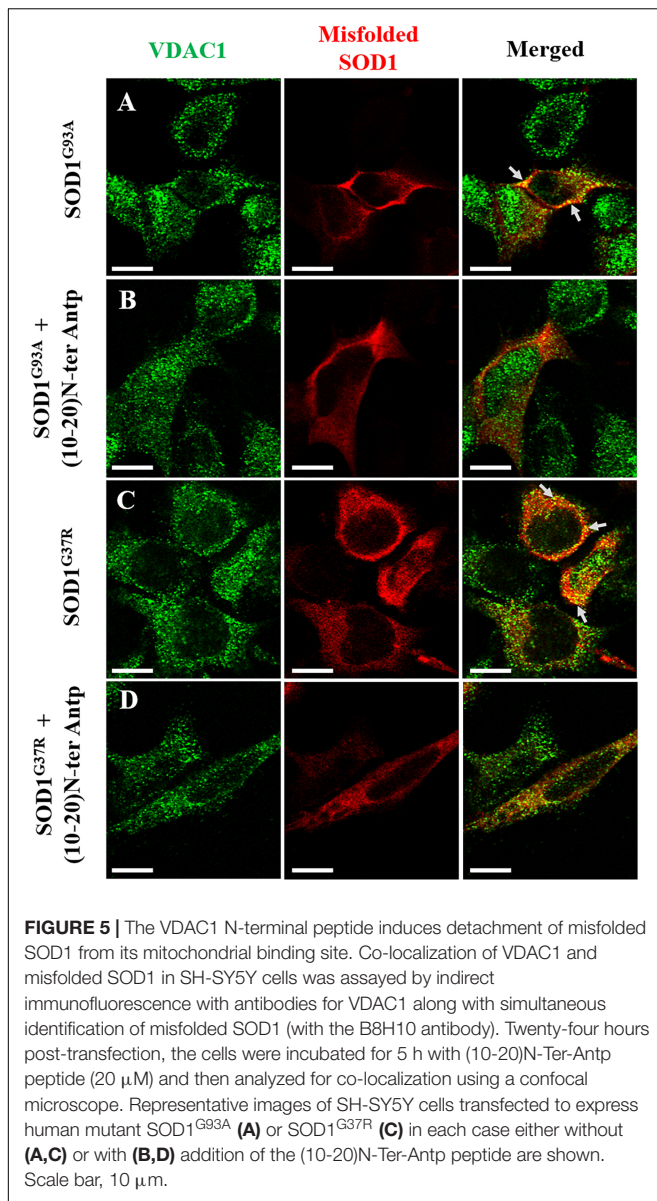 VDAC1 Misfolded SOD1 Merged
SOD1G93A
A
SOD1G93A + (10-20)N-ter Antp
B
SOD1G37R
C
SOD1G37R + (10-20)N-ter Antp
D
FIGURE 5 | The VDAC1 N-terminal peptide induces detachment of misfolded
SOD1 from its mitochondrial binding site. Co-localization of VDAC1 and
misfolded SOD1 in SH-SY5Y cells was assayed by indirect
immunofluorescence with antibodies for VDAC1 along with simultaneous
identification of misfolded SOD1 (with the B8H10 antibody). Twenty-four hours
post-transfection, the cells were incubated for 5 h with (10-20)N-Ter-Antp
peptide (20 μM) and then analyzed for co-localization using a confocal
microscope. Representative images of SH-SY5Y cells transfected to express
human mutant SOD1G93A (A) or SOD1G37R (C) in each case either without
(A,C) or with (B,D) addition of the (10-20)N-Ter-Antp peptide are shown.
Scale bar, 10 μm.